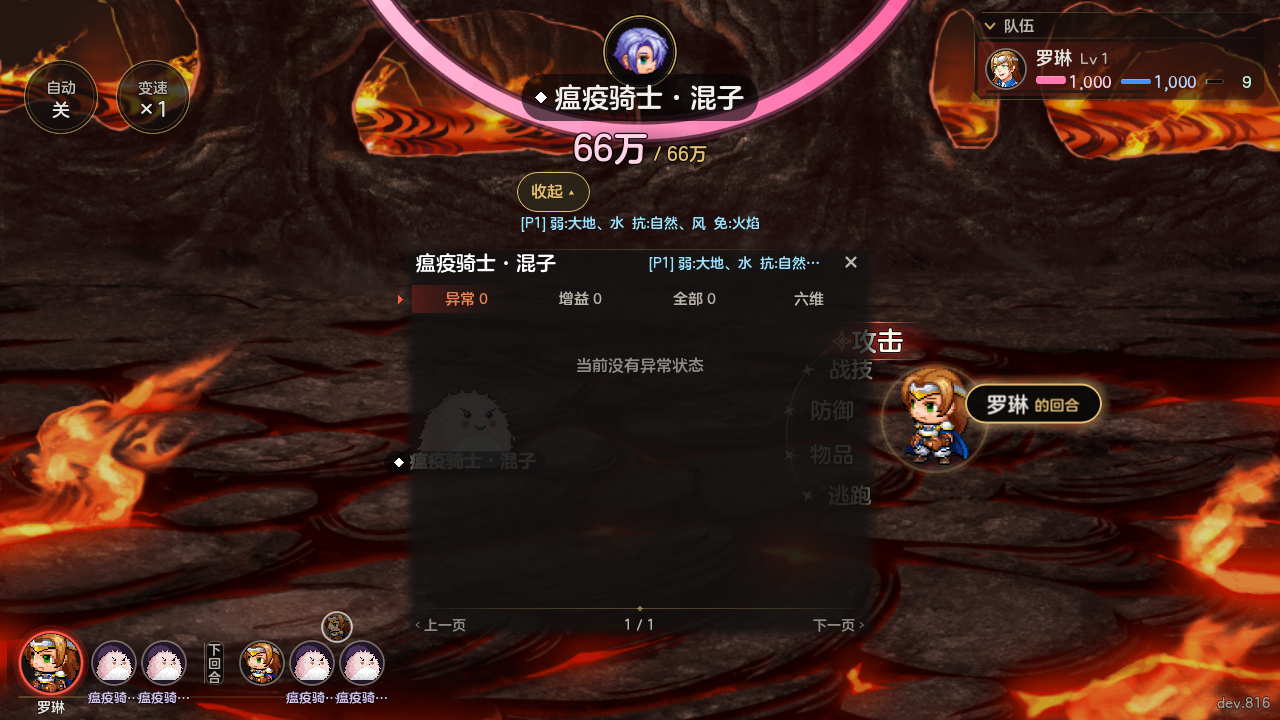 自动
关
变速
×1
瘟疫骑士・混子
66万 / 66万
收起
[P1] 弱:大地、水 抗:自然、风 免:火焰
队伍
罗琳 Lv 1
1,000 1,000 9
瘟疫骑士・混子
[P1] 弱:大地、水 抗:自然…
×
异常 0
增益 0
全部 0
六维
当前没有异常状态
瘟疫骑士・混子
攻击
战技
防御
物品
逃跑
罗琳 的回合
‹ 上一页
1 / 1
下一页 ›
罗琳
瘟疫骑…
瘟疫骑…
下回合
瘟疫骑…
瘟疫骑…
dev.816